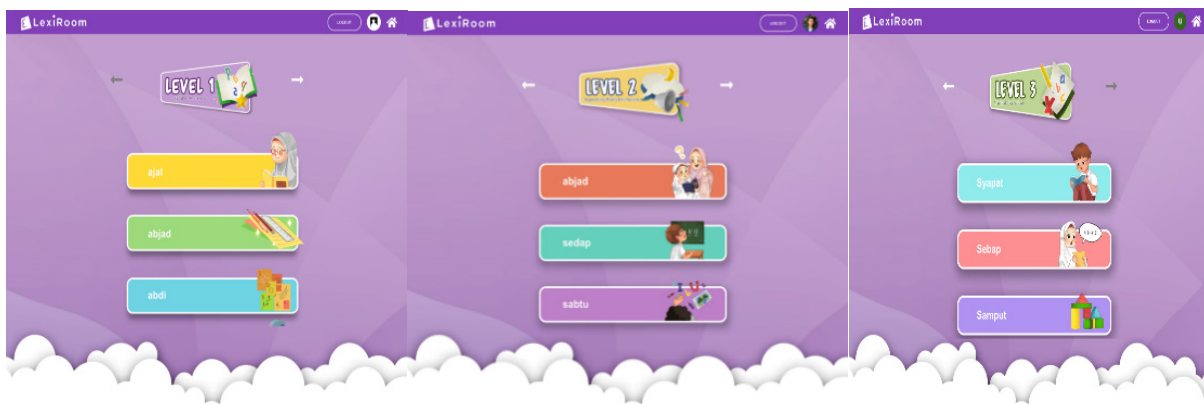 LexiRoom
LOGOUT
LEVEL 1
ajal
abjad
abdi
LexiRoom
LOGOUT
LEVEL 2
abjad
sedap
sabtu
LexiRoom
LOGOUT
LEVEL 3
Syapat
Sebap
Samput